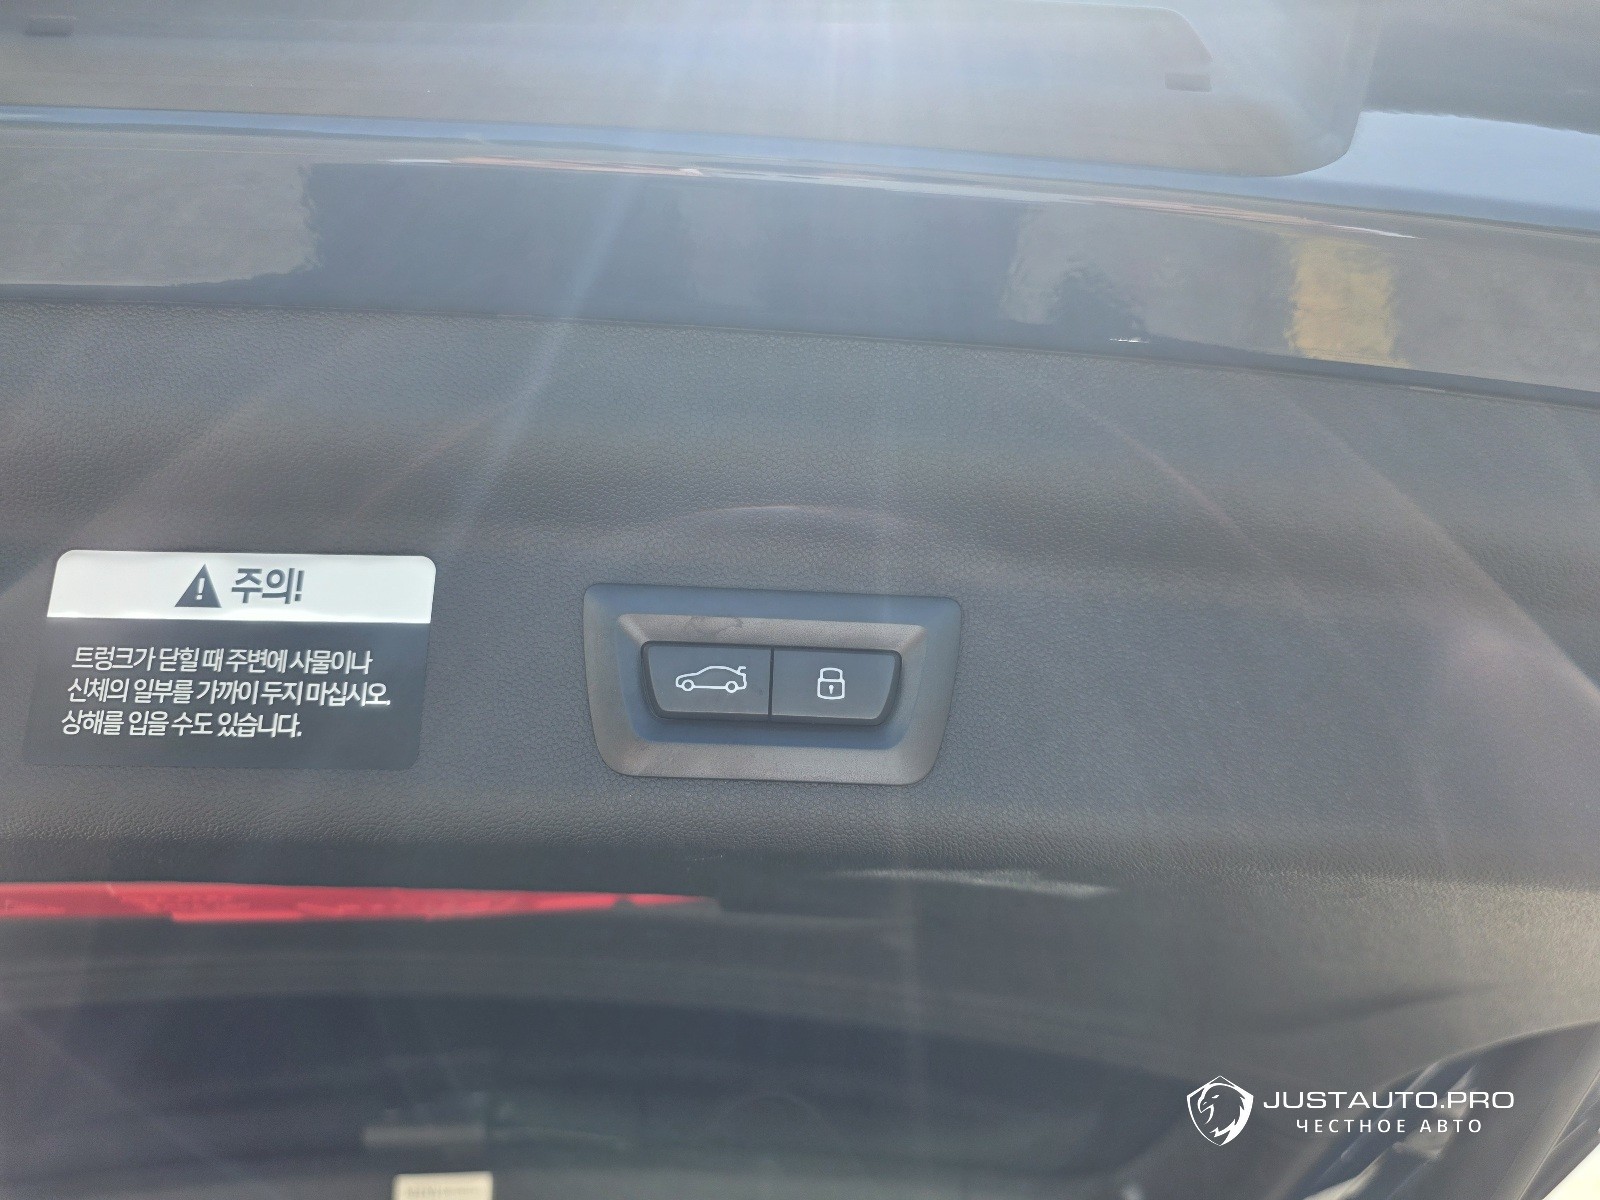 주의!
트렁크가 닫힐 때 주변에 사물이나
신체의 일부를 가까이 두지 마십시오.
상해를 입을 수도 있습니다.
JUSTAUTO.PRO
ЧЕСТНОЕ АВТО